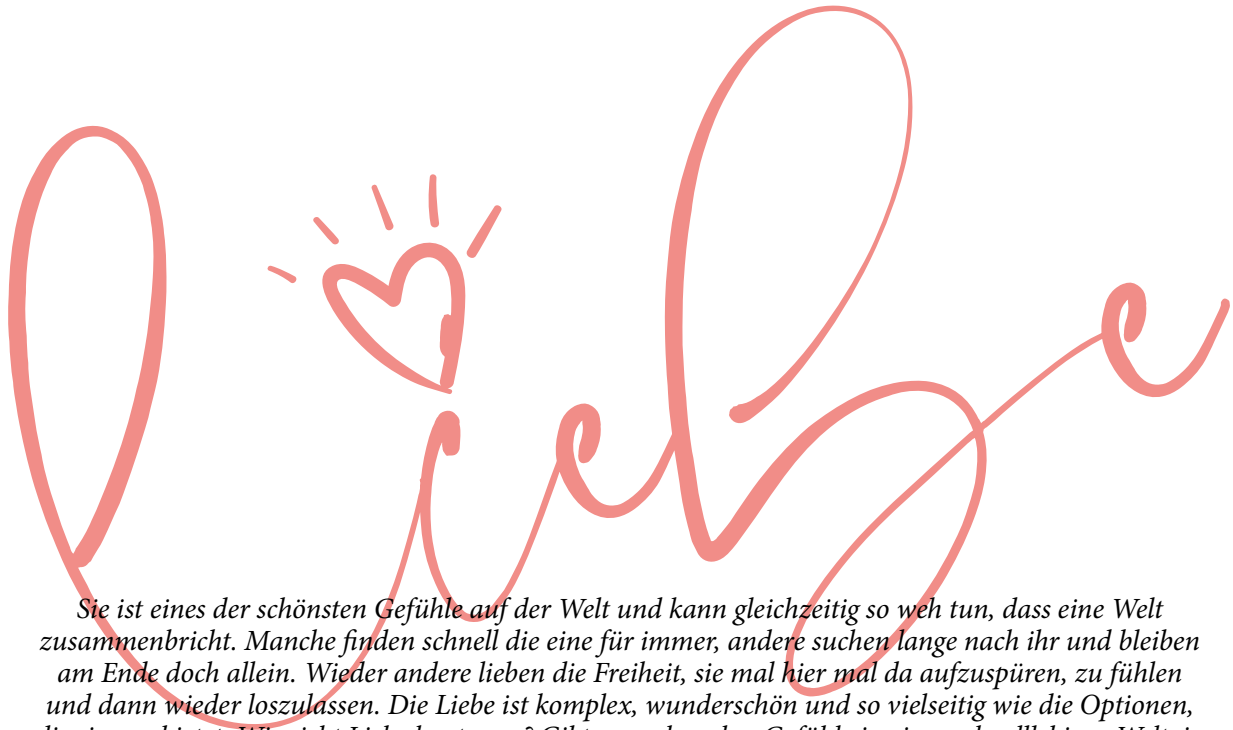 liebe
Sie ist eines der schönsten Gefühle auf der Welt und kann gleichzeitig so weh tun, dass eine Welt
zusammenbricht. Manche finden schnell die eine für immer, andere suchen lange nach ihr und bleiben
am Ende doch allein. Wieder andere lieben die Freiheit, sie mal hier mal da aufzuspüren, zu fühlen
und dann wieder loszulassen. Die Liebe ist komplex, wunderschön und so vielseitig wie die Optionen,